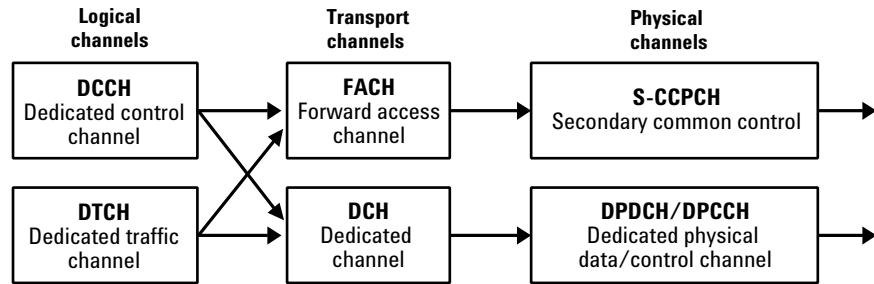 Logical
channels
Transport
channels
Physical
channels
DCCH
Dedicated control
channel
FACH
Forward access
channel
S-CCPCH
Secondary common control
DTCH
Dedicated traffic
channel
DCH
Dedicated
channel
DPDCH/DPCCH
Dedicated physical
data/control channel